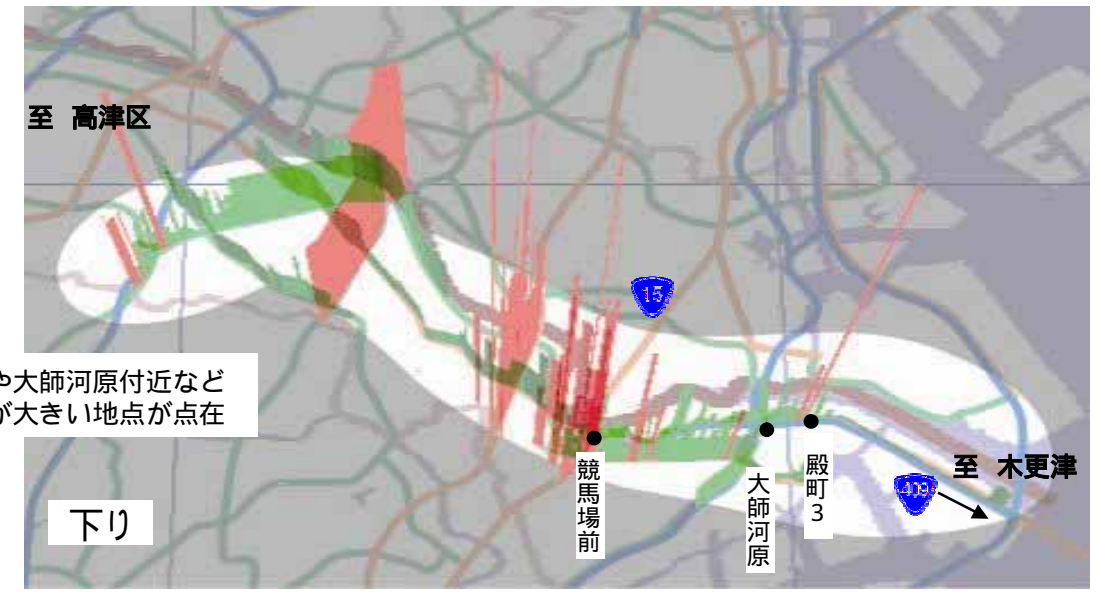 至 高津区
15
や大師河原付近など
が大きい地点が点在
競馬場前
大師河原
殿町3
至 木更津
409
下り